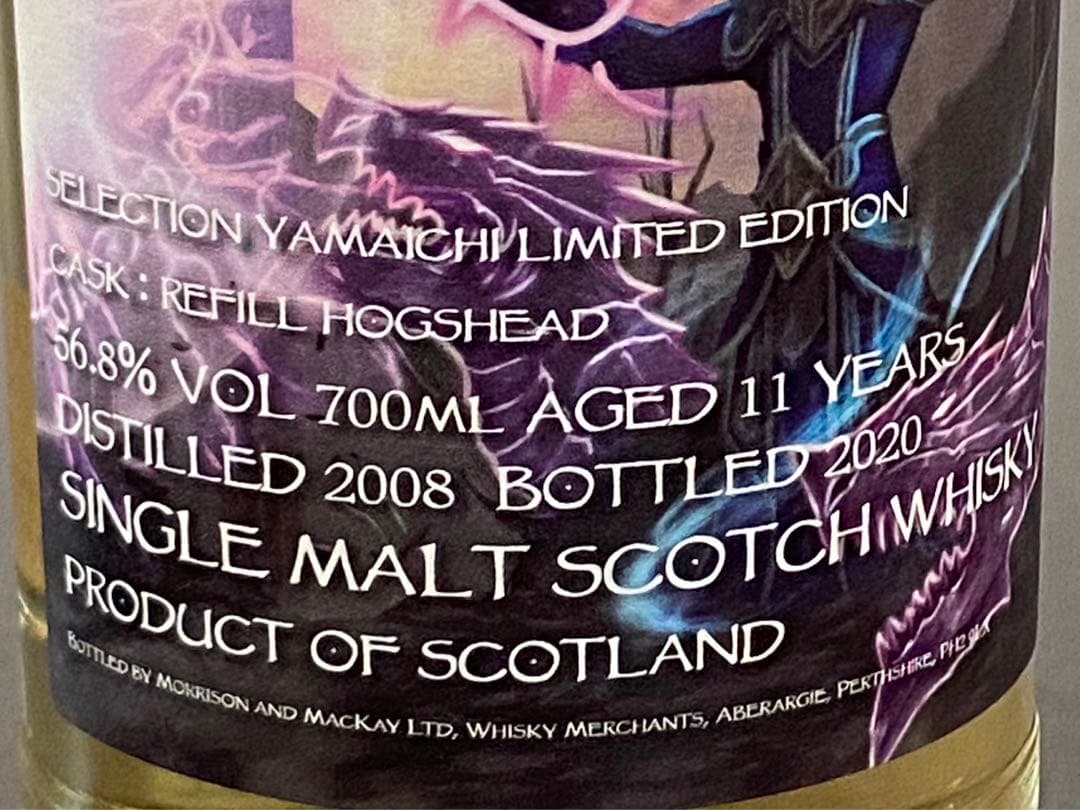 SELECTION YAMAICHI LIMITED EDITION
CASK : REFILL HOGSHEAD
56.8% VOL 700ML AGED 11 YEARS
DISTILLED 2008 BOTTLED 2020
SINGLE MALT SCOTCH WHISKY
PRODUCT OF SCOTLAND
BOTTLED BY MORRISON AND MACKAY LTD, WHISKY MERCHANTS, ABERARGIE, PERTHSHIRE, PH2